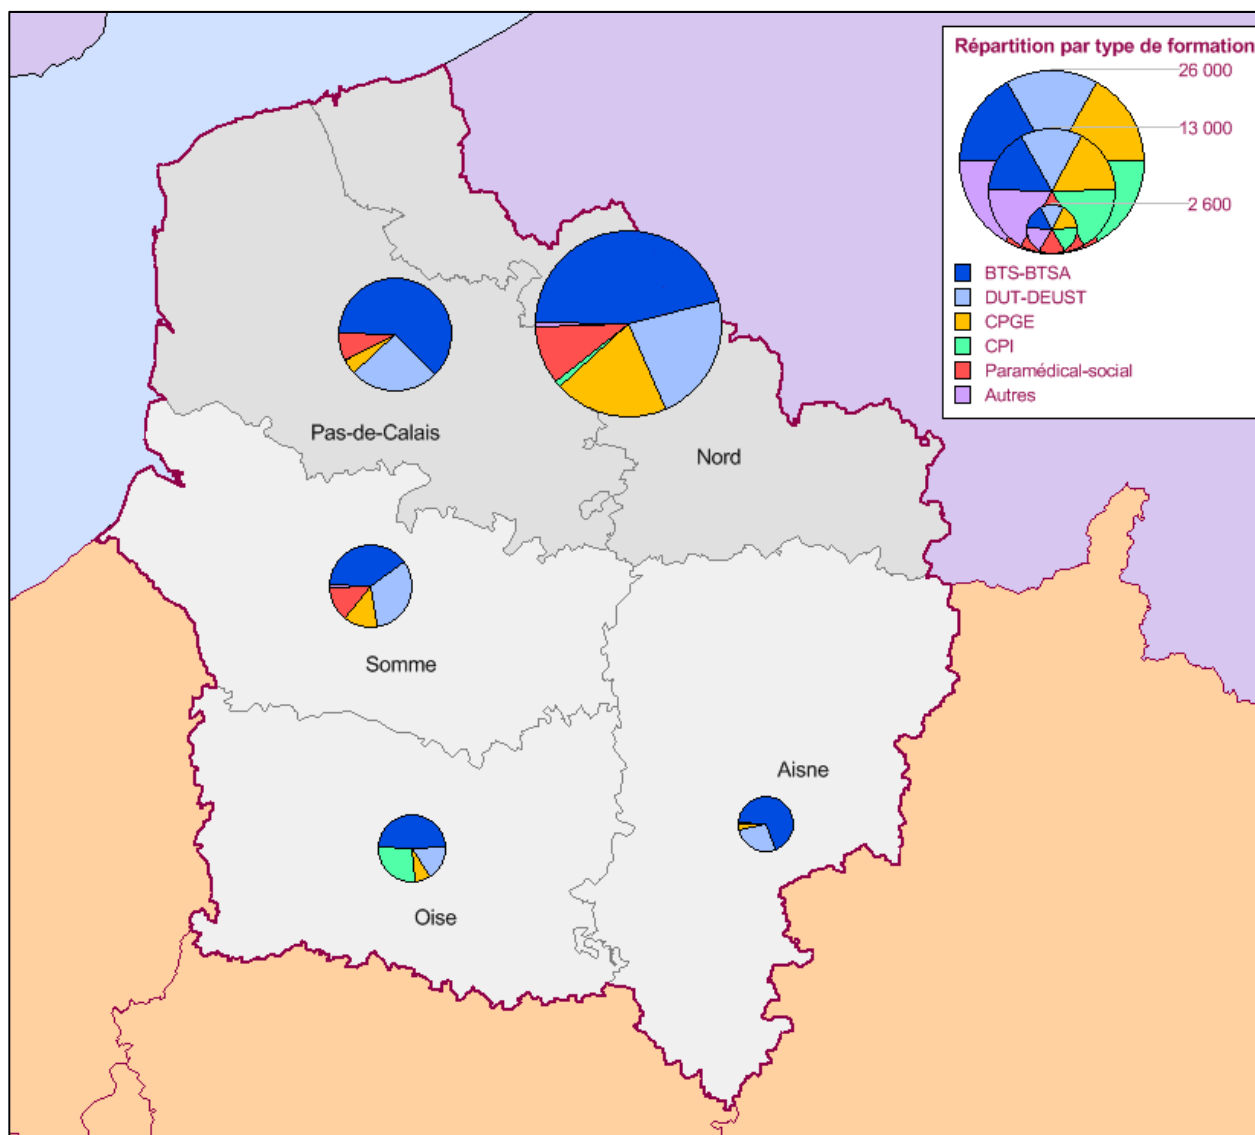 Répartition par type de formation
26 000
13 000
2 600
BTS-BTSA
DUT-DEUST
CPGE
CPI
Paramédical-social
Autres
Pas-de-Calais
Nord
Somme
Aisne
Oise